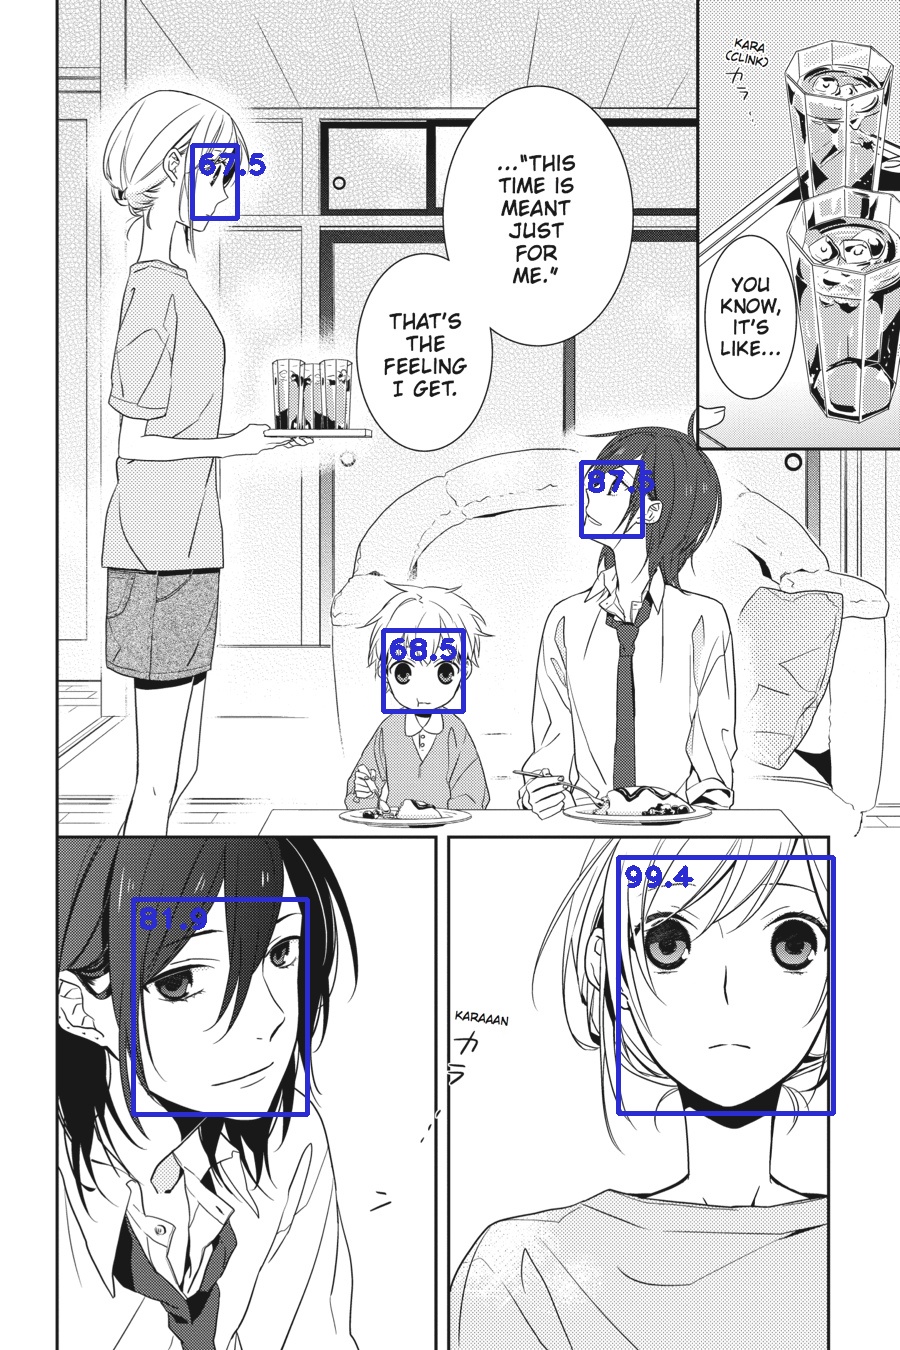 KARA
(CLINK)
カラ
YOU
KNOW,
IT'S
LIKE...
..."THIS
TIME IS
MEANT
JUST
FOR
ME."
THAT'S
THE
FEELING
I GET.
67.5
87.5
68.5
99.4
KARAAAN
カラ
81.9